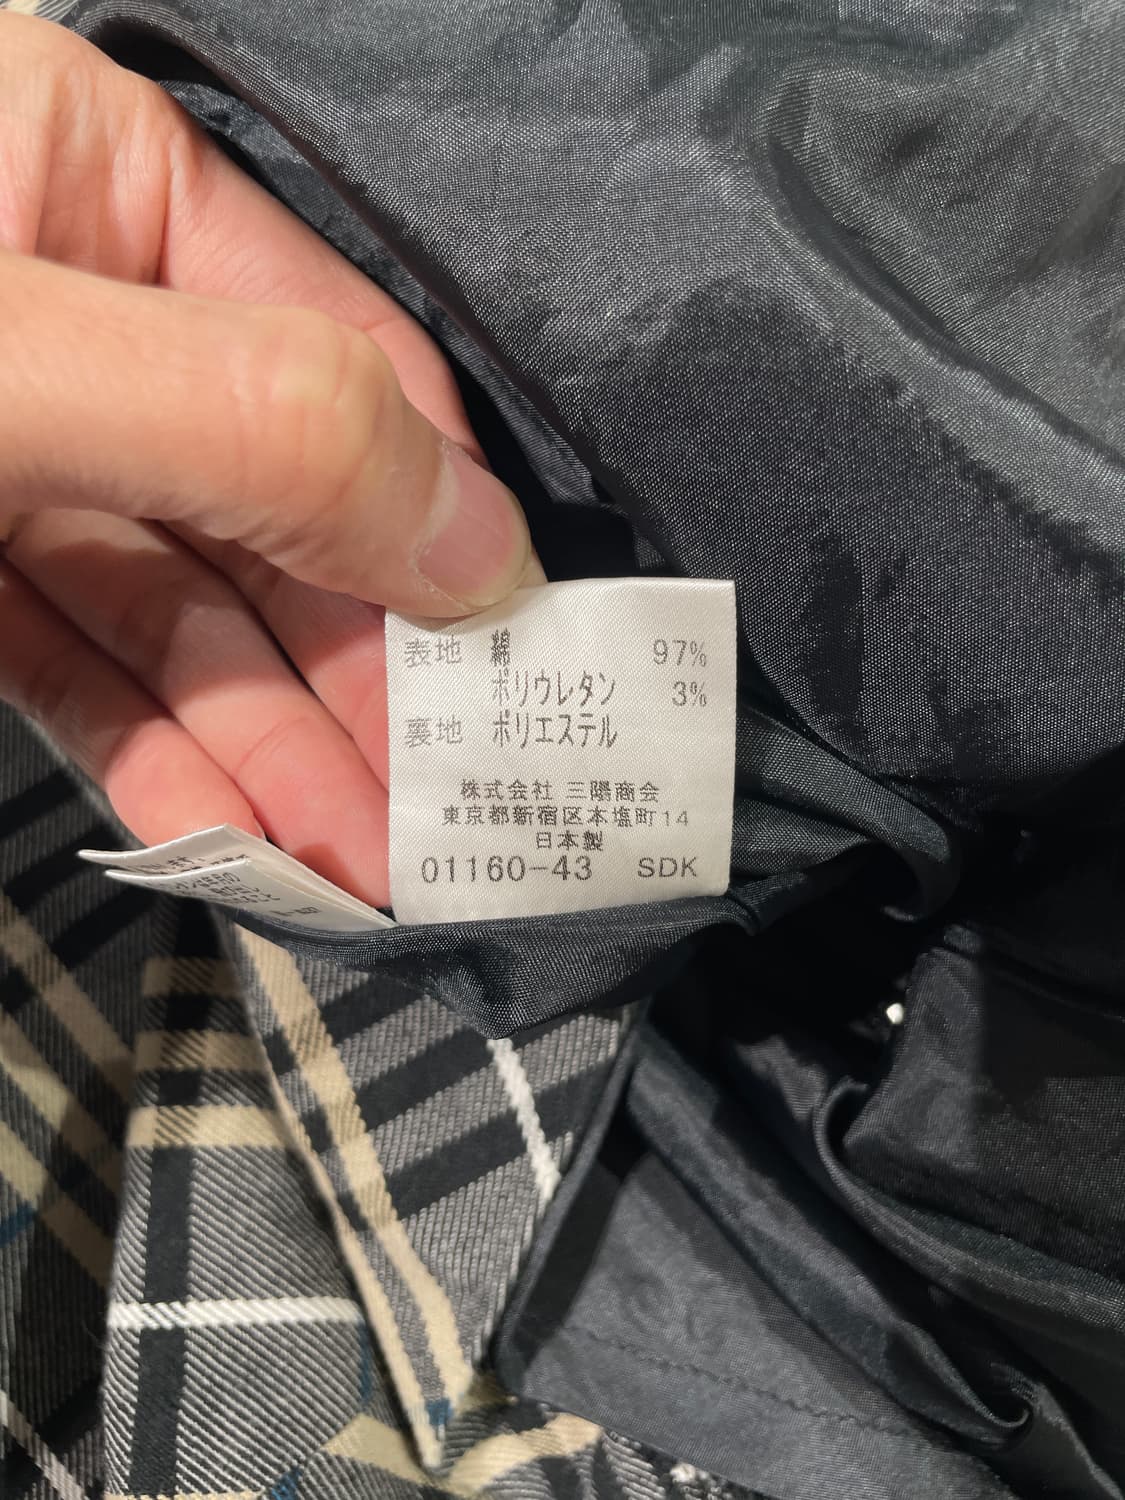 表地 綿 97%
ポリウレタン 3%
裏地 ポリエステル
株式会社 三陽商会
東京都新宿区本塩町14
日本製
01160-43 SDK